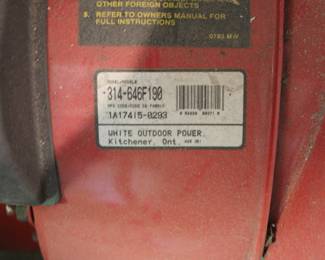 OTHER FOREIGN OBJECTS
5. REFER TO OWNERS MANUAL FOR
FULL INSTRUCTIONS
314-646F190
1A17415-0293
WHITE OUTDOOR POWER
Kitchener, Ont.